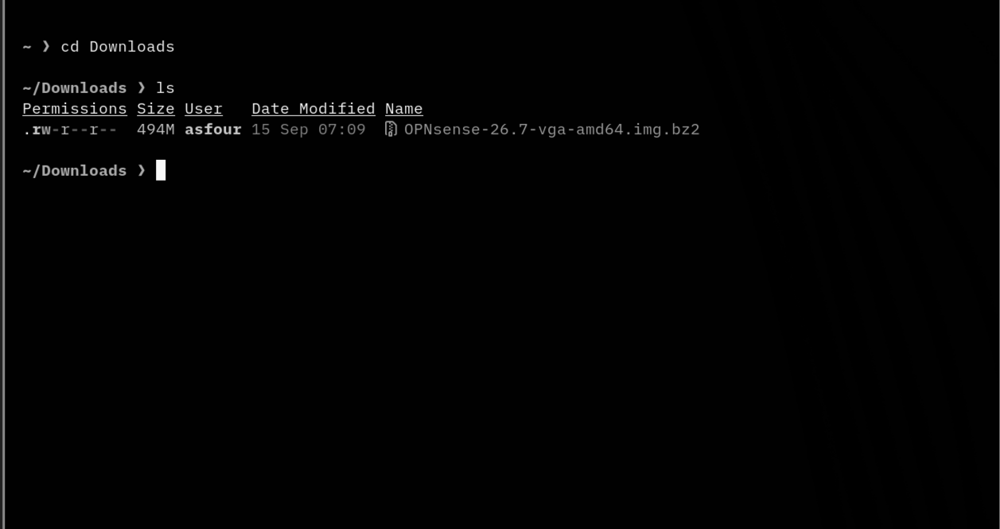 ~ ❯ cd Downloads
~/Downloads ❯ ls
Permissions Size User   Date Modified Name
.rw-r--r--  494M asfour 15 Sep 07:09  OPNsense-26.7-vga-amd64.img.bz2
~/Downloads ❯